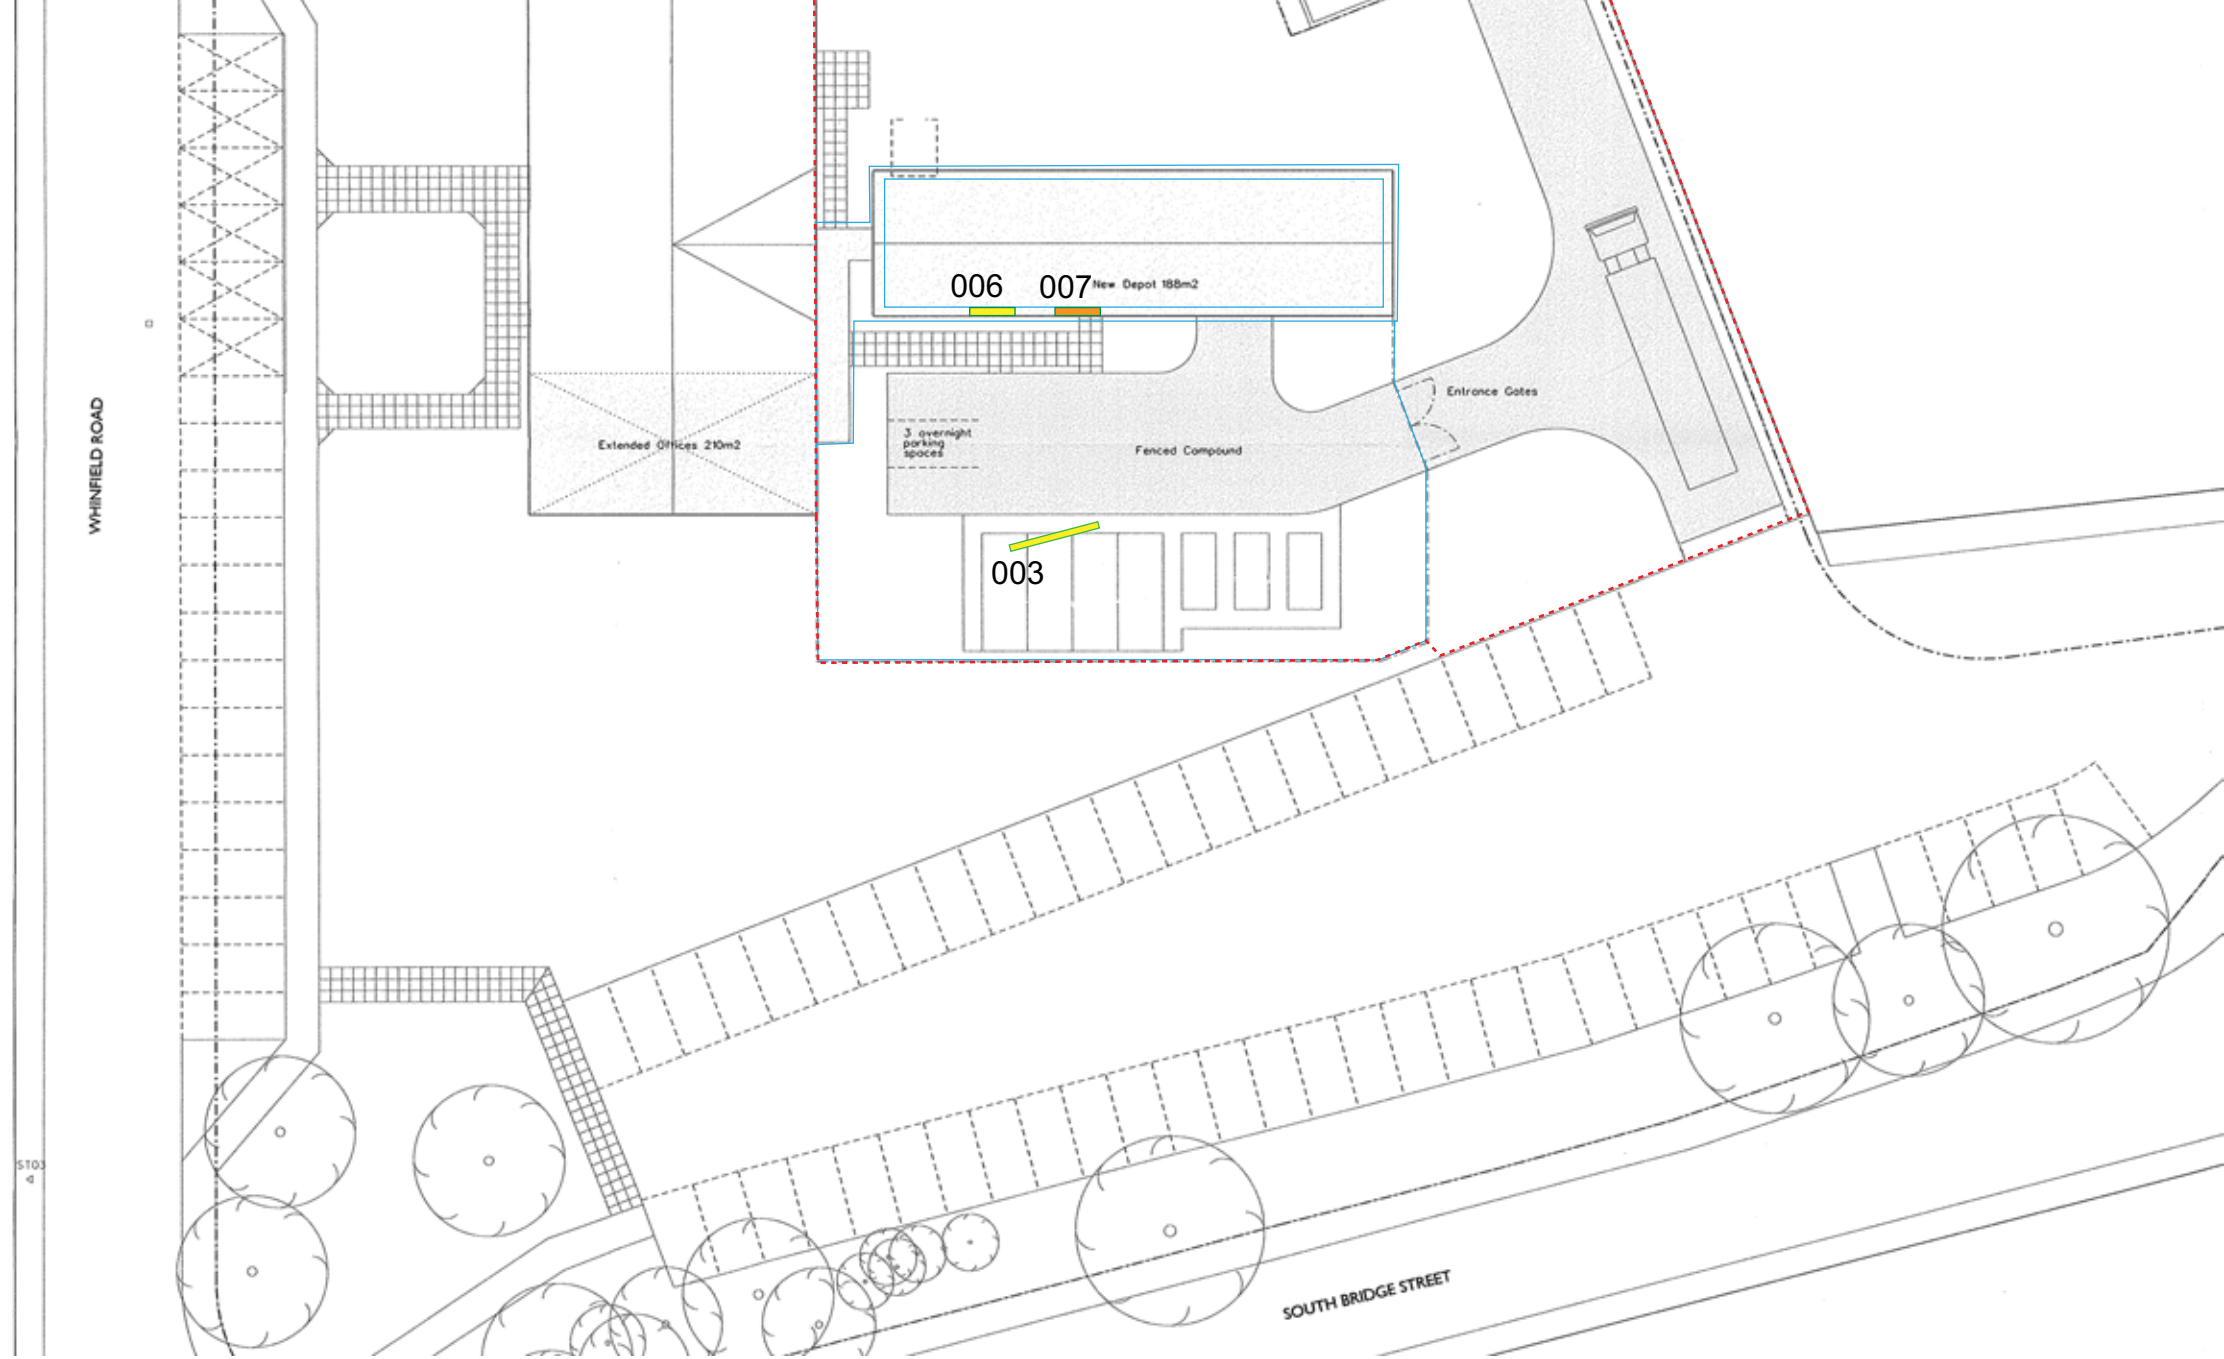 006
007
New Depot 188m2
Entrance Gates
WHINFIELD ROAD
3 overnight
parking
spaces
Extended Offices 210m2
Fenced Compound
003
ST03
SOUTH BRIDGE STREET